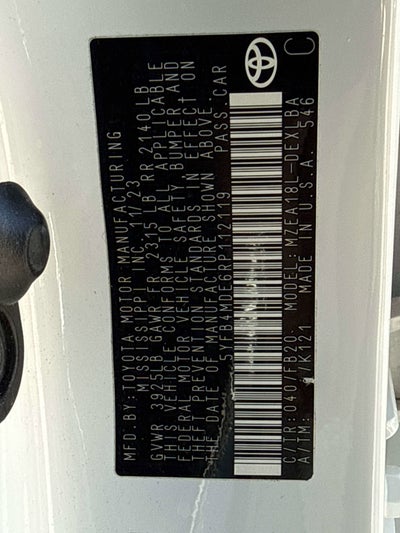 MFD.BY: TOYOTA MOTOR MANUFACTURING
MISSISSIPPI, INC. 11/23
GVWR 3925LB GAWR FR 2315 LB RR 2140LB
THIS VEHICLE CONFORMS TO ALL APPLICABLE
FEDERAL MOTOR VEHICLE SAFETY, BUMPER AND
THEFT PREVENTION STANDARDS IN EFFECT ON
THE DATE OF MANUFACTURE SHOWN ABOVE.
PASS. CAR
C/TR: 040/FB20 MODEL: MZEA18L-DEXLBA
A/TM: /K121 MADE IN U.S.A. 546
C